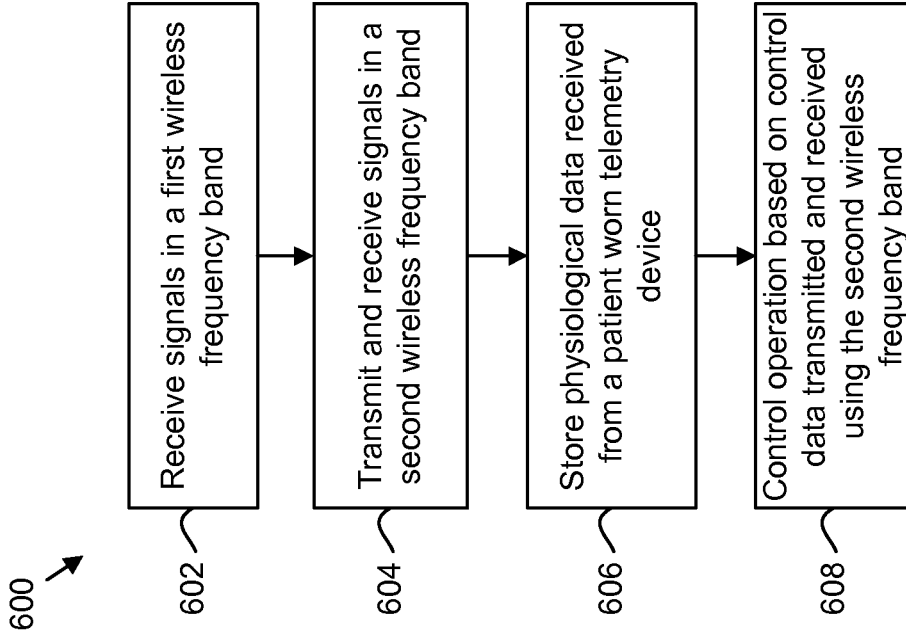 600
602
Receive signals in a first wireless
frequency band
604
Transmit and receive signals in a
second wireless frequency band
606
Store physiological data received
from a patient worn telemetry
device
608
Control operation based on control
data transmitted and received
using the second wireless
frequency band